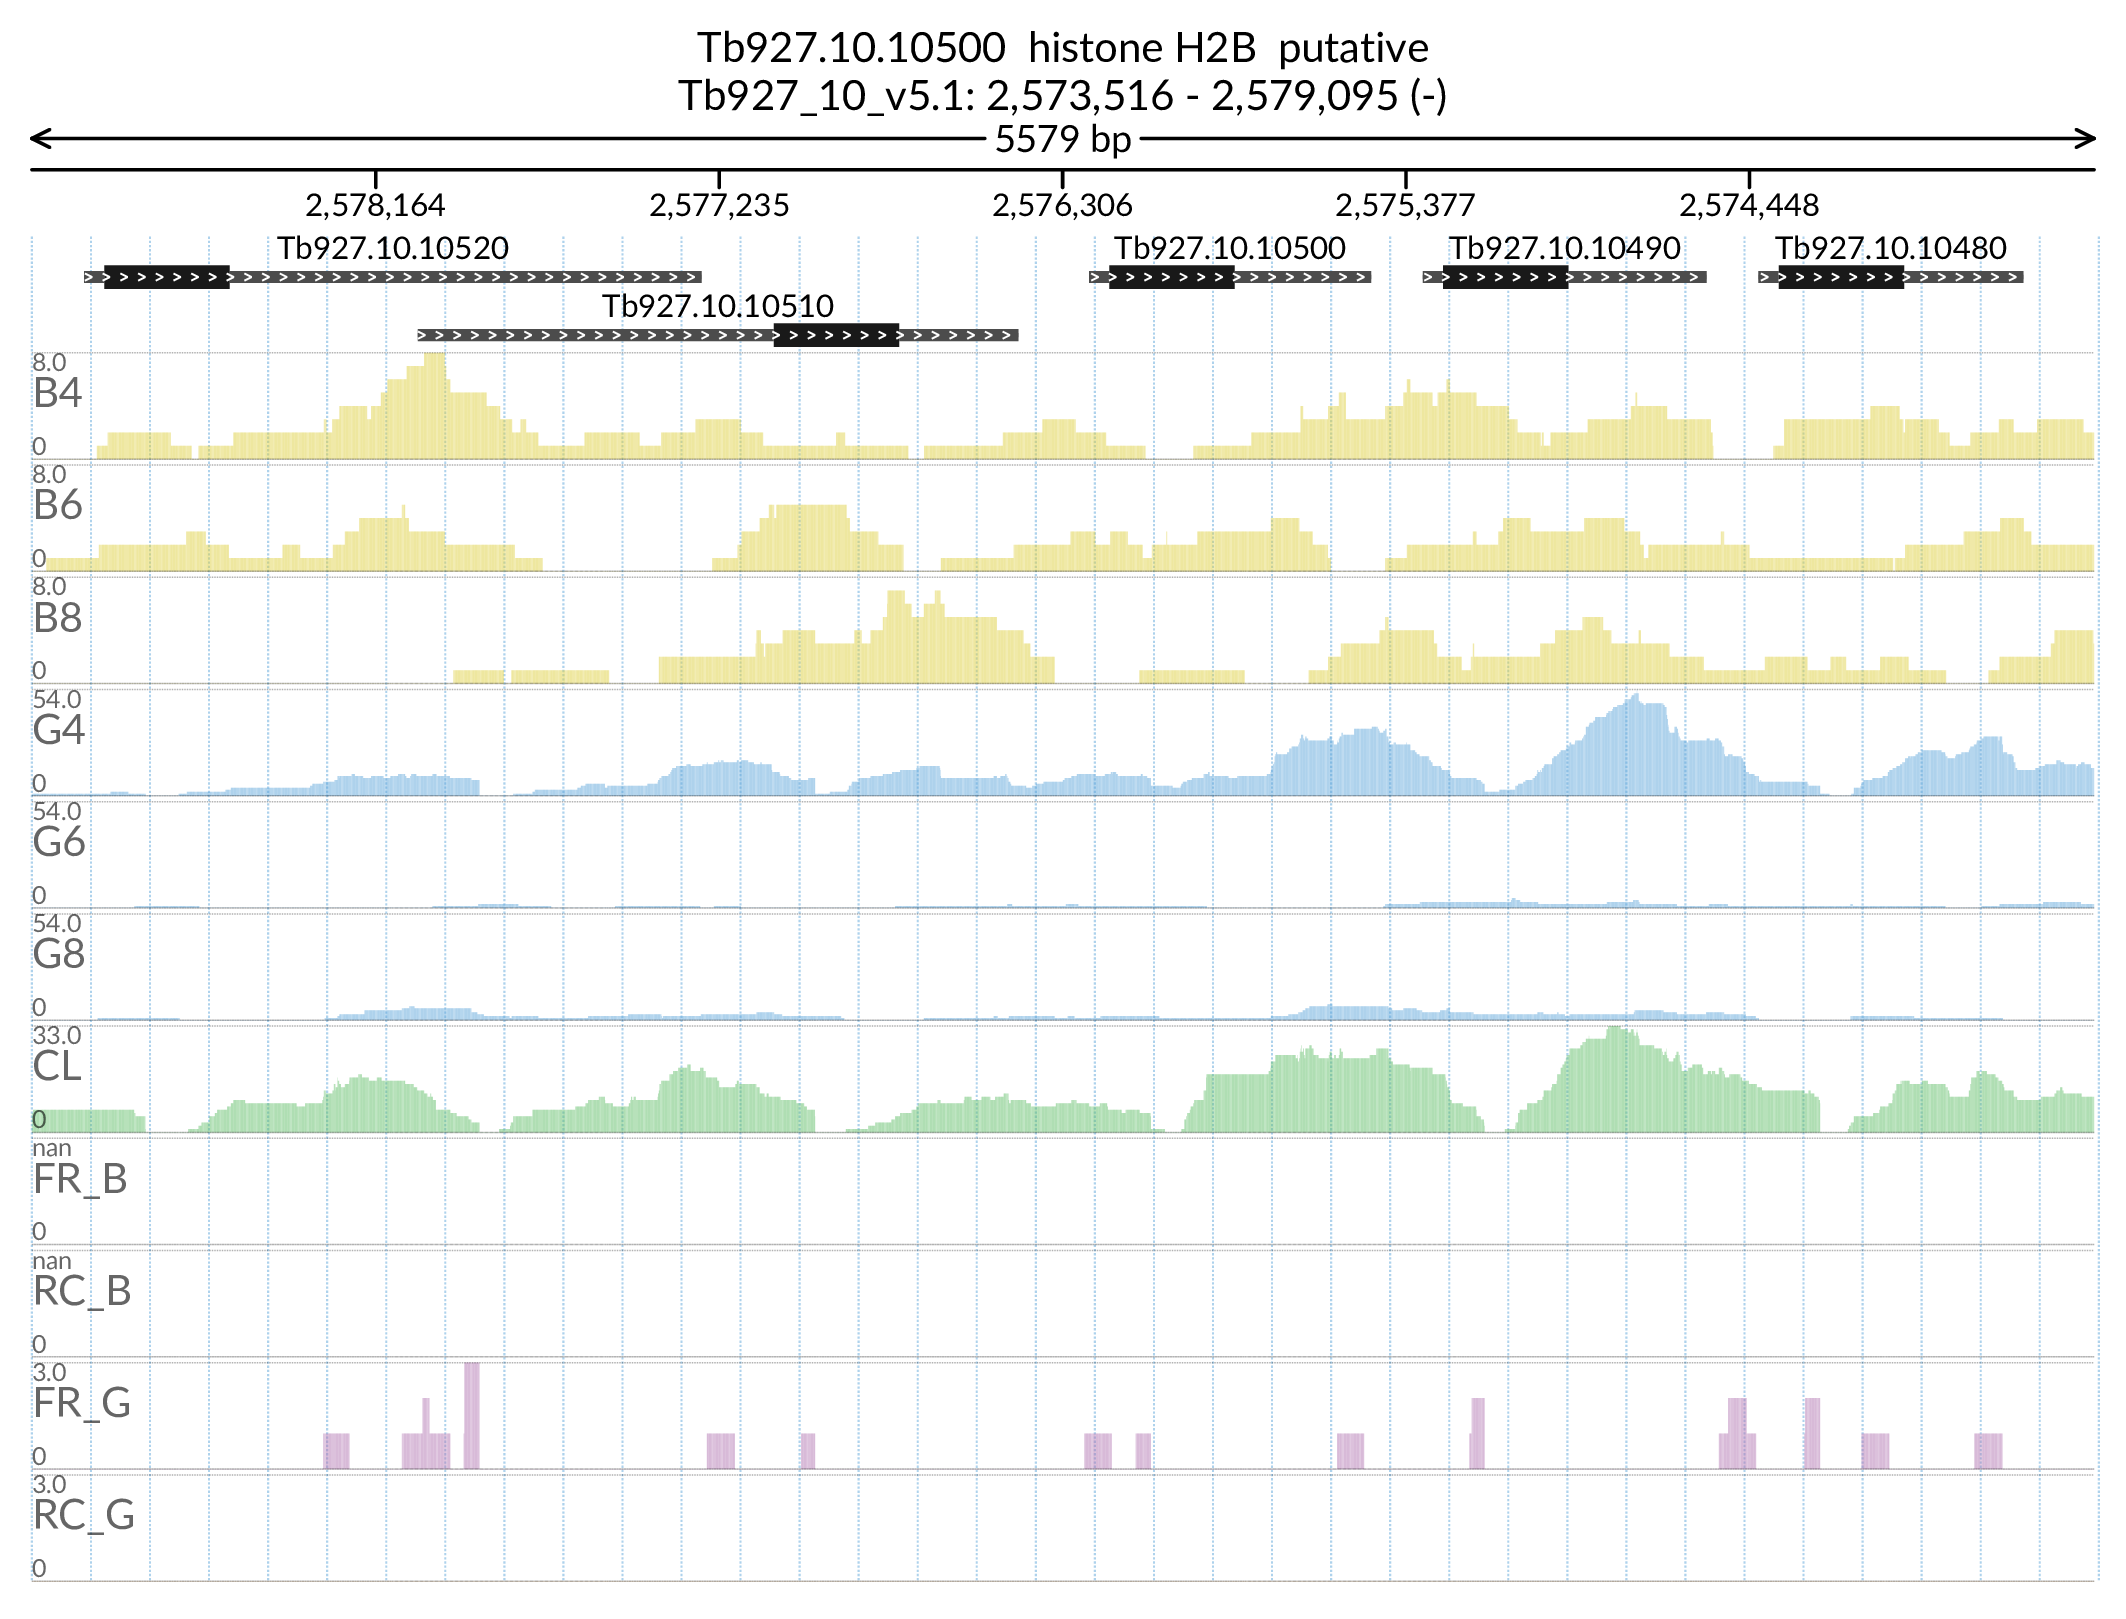 Tb927.10.10500 histone H2B putative
Tb927_10_v5.1: 2,573,516 - 2,579,095 (-)
5579 bp
2,578,164 2,577,235 2,576,306 2,575,377 2,574,448
Tb927.10.10520 Tb927.10.10500 Tb927.10.10490 Tb927.10.10480
Tb927.10.10510
8.0
B4
0
8.0
B6
0
8.0
B8
0
54.0
G4
0
54.0
G6
0
54.0
G8
0
33.0
CL
0
nan
FR_B
0
nan
RC_B
0
3.0
FR_G
0
3.0
RC_G
0